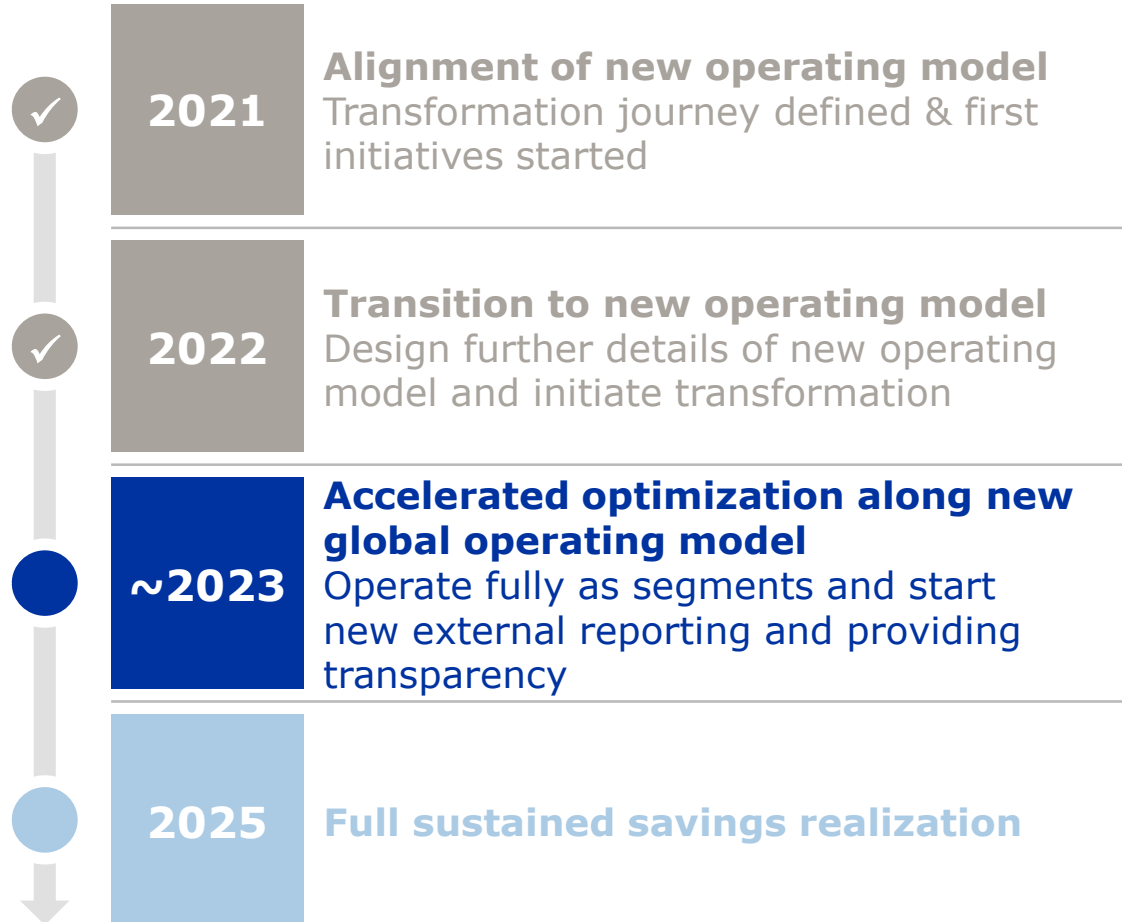 2021
Alignment of new operating model
Transformation journey defined & first
initiatives started
2022
Transition to new operating model
Design further details of new operating
model and initiate transformation
~2023
Accelerated optimization along new
global operating model
Operate fully as segments and start
new external reporting and providing
transparency
2025
Full sustained savings realization